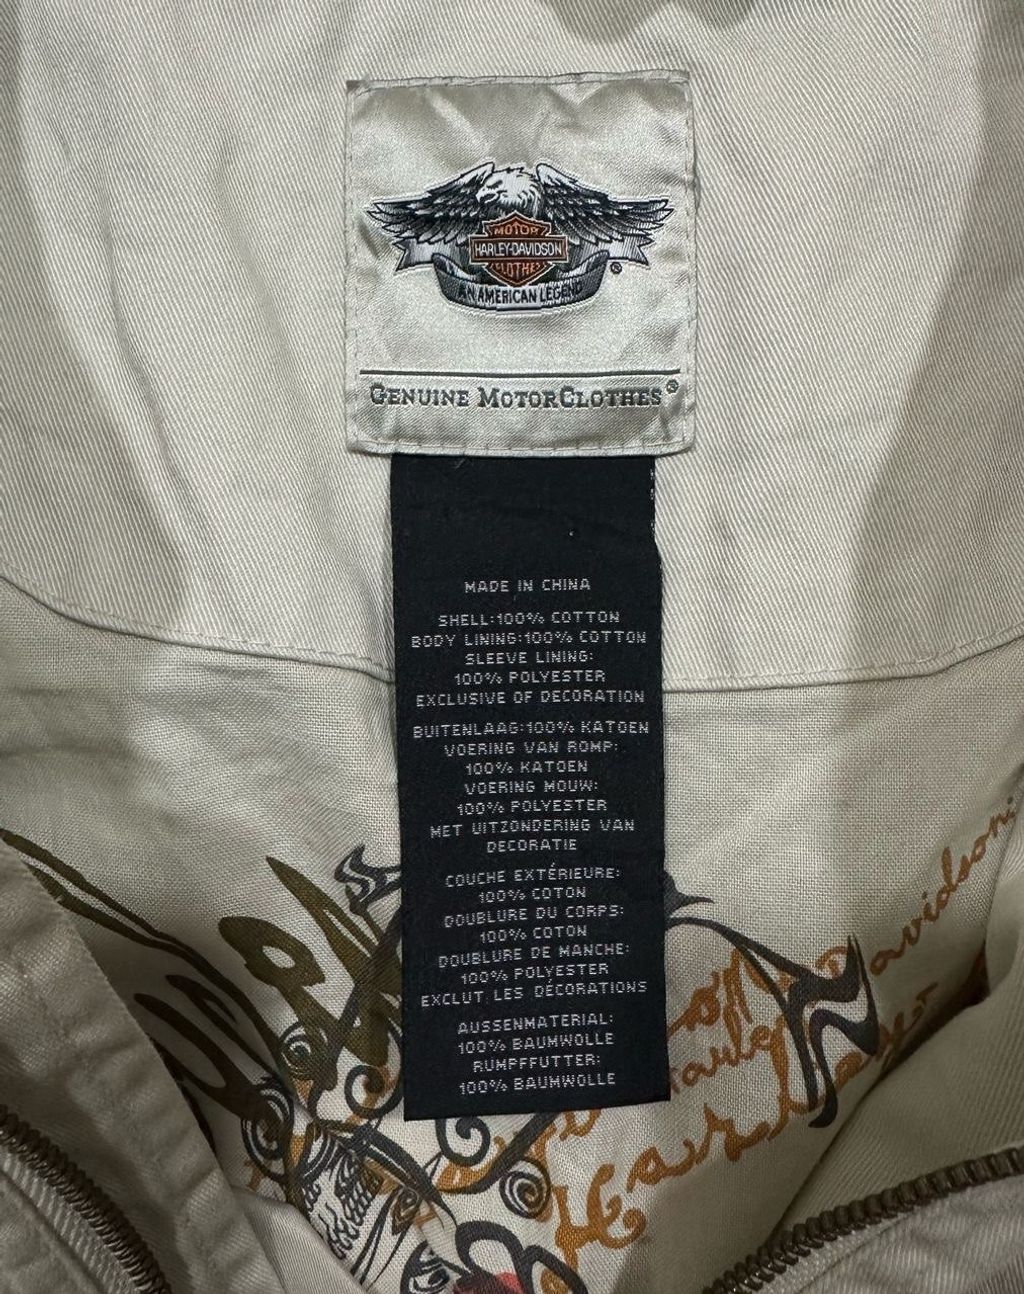 MOTOR
HARLEY-DAVIDSON
CLOTHES
®
AN AMERICAN LEGEND
GENUINE MOTORCLOTHES®
MADE IN CHINA
SHELL:100% COTTON
BODY LINING:100% COTTON
SLEEVE LINING:
100% POLYESTER
EXCLUSIVE OF DECORATION
BUITENLAAG:100% KATOEN
VOERING VAN ROMP:
100% KATOEN
VOERING MOUW:
100% POLYESTER
MET UITZONDERING VAN
DECORATIE
COUCHE EXTÉRIEURE:
100% COTON
DOUBLURE DU CORPS:
100% COTON
DOUBLURE DE MANCHE:
100% POLYESTER
EXCLUT LES DÉCORATIONS
AUSSENMATERIAL:
100% BAUMWOLLE
RUMPFFUTTER:
100% BAUMWOLLE